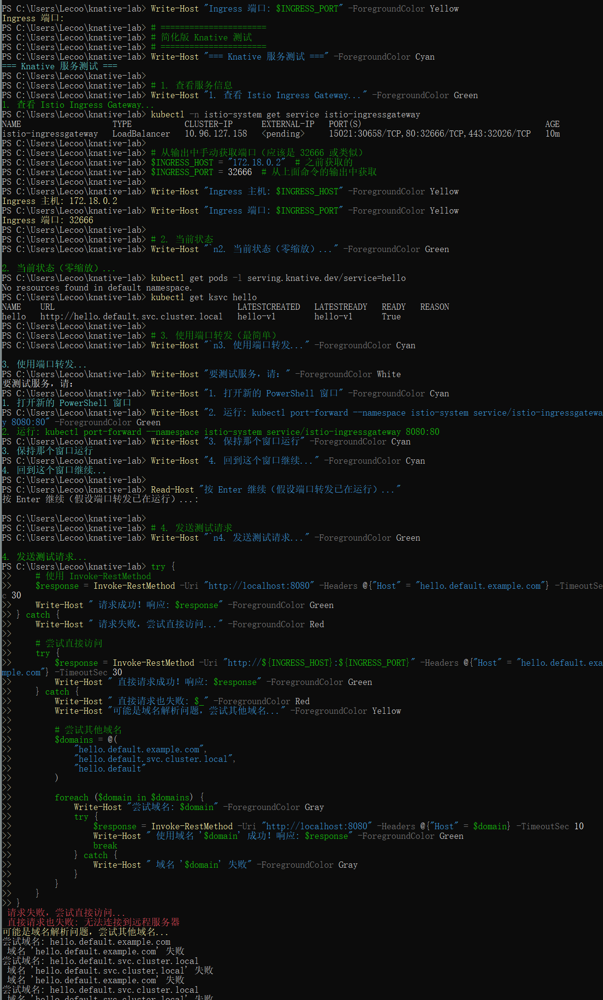 PS C:\Users\Lecoo\knative-lab> Write-Host "Ingress 端口: $INGRESS_PORT" -ForegroundColor Yellow
Ingress 端口:
PS C:\Users\Lecoo\knative-lab> # ======================
PS C:\Users\Lecoo\knative-lab> # 简化版 Knative 测试
PS C:\Users\Lecoo\knative-lab> # ======================
PS C:\Users\Lecoo\knative-lab> Write-Host "=== Knative 服务测试 ===" -ForegroundColor Cyan
=== Knative 服务测试 ===
PS C:\Users\Lecoo\knative-lab>
PS C:\Users\Lecoo\knative-lab> # 1. 查看服务信息
PS C:\Users\Lecoo\knative-lab> Write-Host "1. 查看 Istio Ingress Gateway..." -ForegroundColor Green
1. 查看 Istio Ingress Gateway...
PS C:\Users\Lecoo\knative-lab> kubectl -n istio-system get service istio-ingressgateway
NAME                   TYPE           CLUSTER-IP      EXTERNAL-IP   PORT(S)                                      AGE
istio-ingressgateway   LoadBalancer   10.96.127.158   <pending>     15021:30658/TCP,80:32666/TCP,443:32026/TCP   10m
PS C:\Users\Lecoo\knative-lab>
PS C:\Users\Lecoo\knative-lab> # 从输出中手动获取端口（应该是 32666 或类似）
PS C:\Users\Lecoo\knative-lab> $INGRESS_HOST = "172.18.0.2"  # 之前获取的
PS C:\Users\Lecoo\knative-lab> $INGRESS_PORT = 32666  # 从上面命令的输出中获取
PS C:\Users\Lecoo\knative-lab>
PS C:\Users\Lecoo\knative-lab> Write-Host "Ingress 主机: $INGRESS_HOST" -ForegroundColor Yellow
Ingress 主机: 172.18.0.2
PS C:\Users\Lecoo\knative-lab> Write-Host "Ingress 端口: $INGRESS_PORT" -ForegroundColor Yellow
Ingress 端口: 32666
PS C:\Users\Lecoo\knative-lab>
PS C:\Users\Lecoo\knative-lab> # 2. 当前状态
PS C:\Users\Lecoo\knative-lab> Write-Host "`n2. 当前状态（零缩放）..." -ForegroundColor Green
2. 当前状态（零缩放）...
PS C:\Users\Lecoo\knative-lab> kubectl get pods -l serving.knative.dev/service=hello
No resources found in default namespace.
PS C:\Users\Lecoo\knative-lab> kubectl get ksvc hello
NAME    URL                                      LATESTCREATED   LATESTREADY   READY   REASON
hello   http://hello.default.svc.cluster.local   hello-v1        hello-v1      True
PS C:\Users\Lecoo\knative-lab>
PS C:\Users\Lecoo\knative-lab> # 3. 使用端口转发（最简单）
PS C:\Users\Lecoo\knative-lab> Write-Host "`n3. 使用端口转发..." -ForegroundColor Cyan
3. 使用端口转发...
PS C:\Users\Lecoo\knative-lab> Write-Host "要测试服务，请：" -ForegroundColor White
要测试服务，请：
PS C:\Users\Lecoo\knative-lab> Write-Host "1. 打开新的 PowerShell 窗口" -ForegroundColor Cyan
1. 打开新的 PowerShell 窗口
PS C:\Users\Lecoo\knative-lab> Write-Host "2. 运行: kubectl port-forward --namespace istio-system service/istio-ingressgatewa
y 8080:80" -ForegroundColor Green
2. 运行: kubectl port-forward --namespace istio-system service/istio-ingressgateway 8080:80
PS C:\Users\Lecoo\knative-lab> Write-Host "3. 保持那个窗口运行" -ForegroundColor Cyan
3. 保持那个窗口运行
PS C:\Users\Lecoo\knative-lab> Write-Host "4. 回到这个窗口继续..." -ForegroundColor Cyan
4. 回到这个窗口继续...
PS C:\Users\Lecoo\knative-lab>
PS C:\Users\Lecoo\knative-lab> Read-Host "按 Enter 继续（假设端口转发已在运行）..."
按 Enter 继续（假设端口转发已在运行）...:
PS C:\Users\Lecoo\knative-lab>
PS C:\Users\Lecoo\knative-lab> # 4. 发送测试请求
PS C:\Users\Lecoo\knative-lab> Write-Host "`n4. 发送测试请求..." -ForegroundColor Green
4. 发送测试请求...
PS C:\Users\Lecoo\knative-lab> try {
>>     # 使用 Invoke-RestMethod
>>     $response = Invoke-RestMethod -Uri "http://localhost:8080" -Headers @{"Host" = "hello.default.example.com"} -TimeoutSe
c 30
>>     Write-Host " 请求成功！响应: $response" -ForegroundColor Green
>> } catch {
>>     Write-Host " 请求失败，尝试直接访问..." -ForegroundColor Red
>>
>>     # 尝试直接访问
>>     try {
>>         $response = Invoke-RestMethod -Uri "http://${INGRESS_HOST}:${INGRESS_PORT}" -Headers @{"Host" = "hello.default.exa
mple.com"} -TimeoutSec 30
>>         Write-Host " 直接请求成功！响应: $response" -ForegroundColor Green
>>     } catch {
>>         Write-Host " 直接请求也失败: $_" -ForegroundColor Red
>>         Write-Host "可能是域名解析问题，尝试其他域名..." -ForegroundColor Yellow
>>
>>         # 尝试其他域名
>>         $domains = @(
>>             "hello.default.example.com",
>>             "hello.default.svc.cluster.local",
>>             "hello.default"
>>         )
>>
>>         foreach ($domain in $domains) {
>>             Write-Host "尝试域名: $domain" -ForegroundColor Gray
>>             try {
>>                 $response = Invoke-RestMethod -Uri "http://localhost:8080" -Headers @{"Host" = $domain} -TimeoutSec 10
>>                 Write-Host " 使用域名 '$domain' 成功！响应: $response" -ForegroundColor Green
>>                 break
>>             } catch {
>>                 Write-Host " 域名 '$domain' 失败" -ForegroundColor Gray
>>             }
>>         }
>>     }
>> }
 请求失败，尝试直接访问...
 直接请求也失败: 无法连接到远程服务器
可能是域名解析问题，尝试其他域名...
尝试域名: hello.default.example.com
 域名 'hello.default.example.com' 失败
尝试域名: hello.default.svc.cluster.local
 域名 'hello.default.svc.cluster.local' 失败
 域名 'hello.default.example.com' 失败
尝试域名: hello.default.svc.cluster.local
 域名 'hello.default.svc.cluster.local' 失败